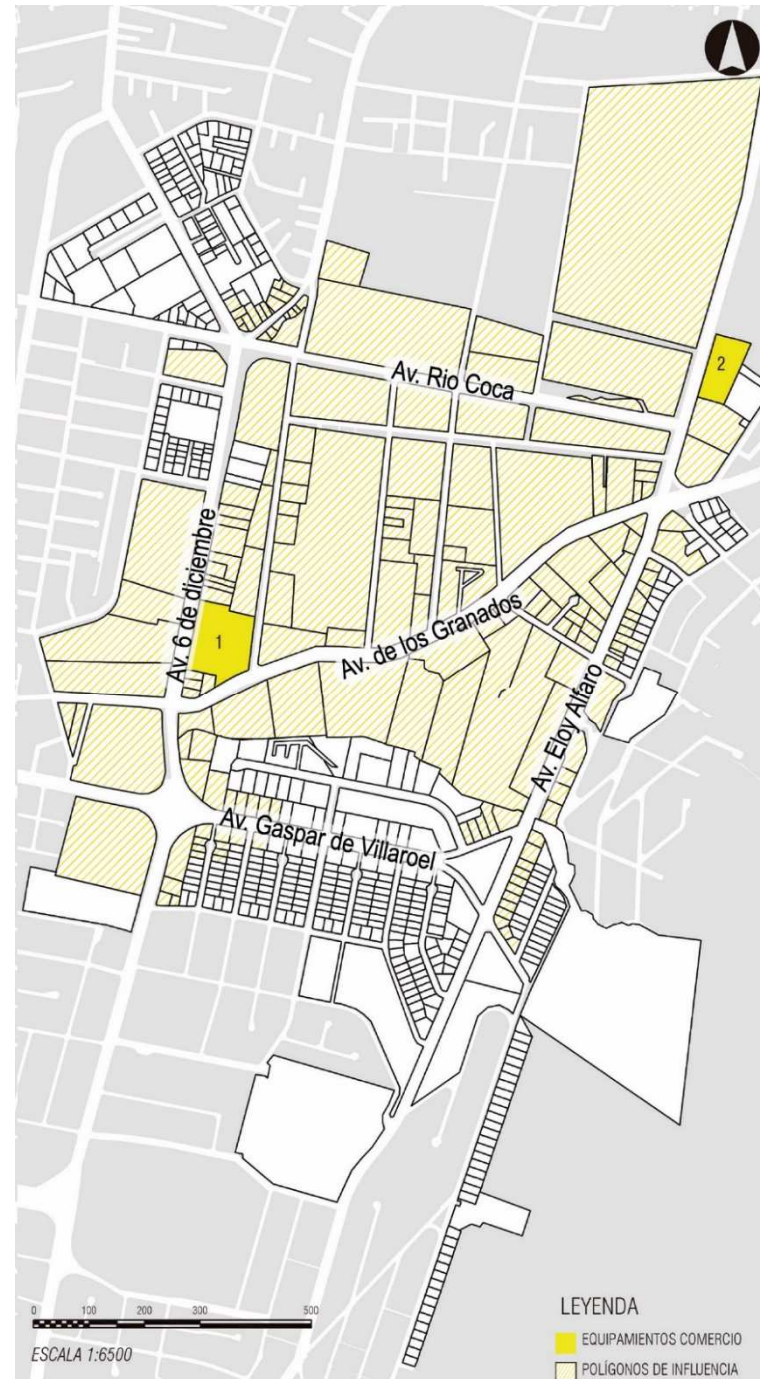 Av. Rio Coca
2
Av. 6 de diciembre
1
Av. de los Granados
Av. Eloy Alfaro
Av. Gaspar de Villaroel
0 100 200 300 500
ESCALA 1:6500
LEYENDA
EQUIPAMIENTOS COMERCIO
POLÍGONOS DE INFLUENCIA